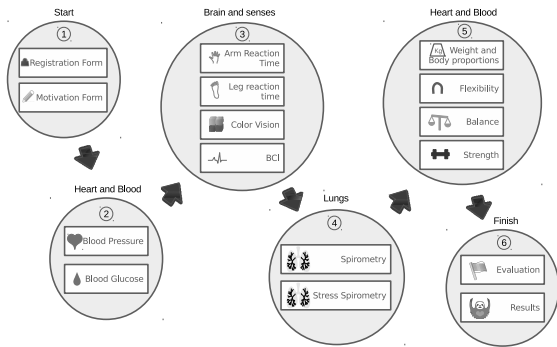 Start
1
Registration Form
Motivation Form
Heart and Blood
2
Blood Pressure
Blood Glucose
Brain and senses
3
Arm Reaction
Time
Leg reaction
time
Color Vision
BCI
Lungs
4
Spirometry
Stress Spirometry
Heart and Blood
5
Kg
Weight and
Body proportions
Flexibility
Balance
Strength
Finish
6
Evaluation
Results